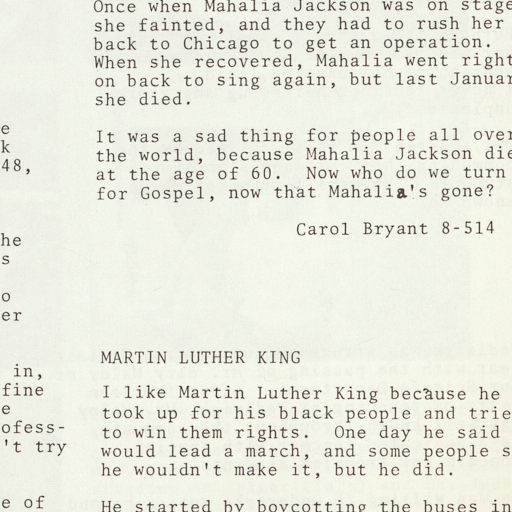 Once when Mahalia Jackson was on stage
she fainted, and they had to rush her
back to Chicago to get an operation.
When she recovered, Mahalia went right
on back to sing again, but last Januar
she died.
It was a sad thing for people all over
the world, because Mahalia Jackson die
at the age of 60. Now who do we turn
for Gospel, now that Mahalia's gone?
Carol Bryant 8-514
MARTIN LUTHER KING
I like Martin Luther King because he
took up for his black people and trie
to win them rights. One day he said
would lead a march, and some people s
he wouldn't make it, but he did.
He started by boycotting the buses in
e
k
48,
he
s
o
er
in,
fine
e
ofess-
't try
e of